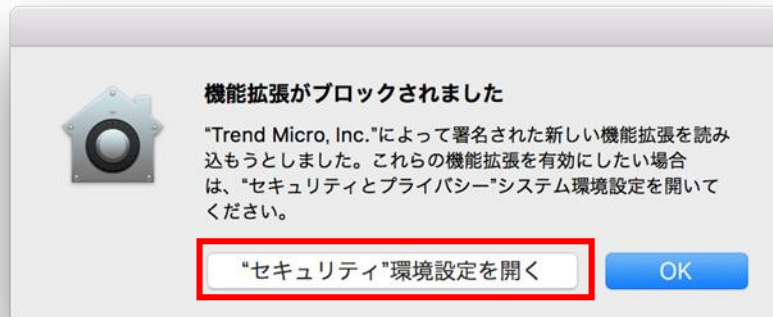 機能拡張がブロックされました
“Trend Micro, Inc.”によって署名された新しい機能拡張を読み
込もうとしました。これらの機能拡張を有効にしたい場合
は、“セキュリティとプライバシー”システム環境設定を開いて
ください。
“セキュリティ”環境設定を開く
OK